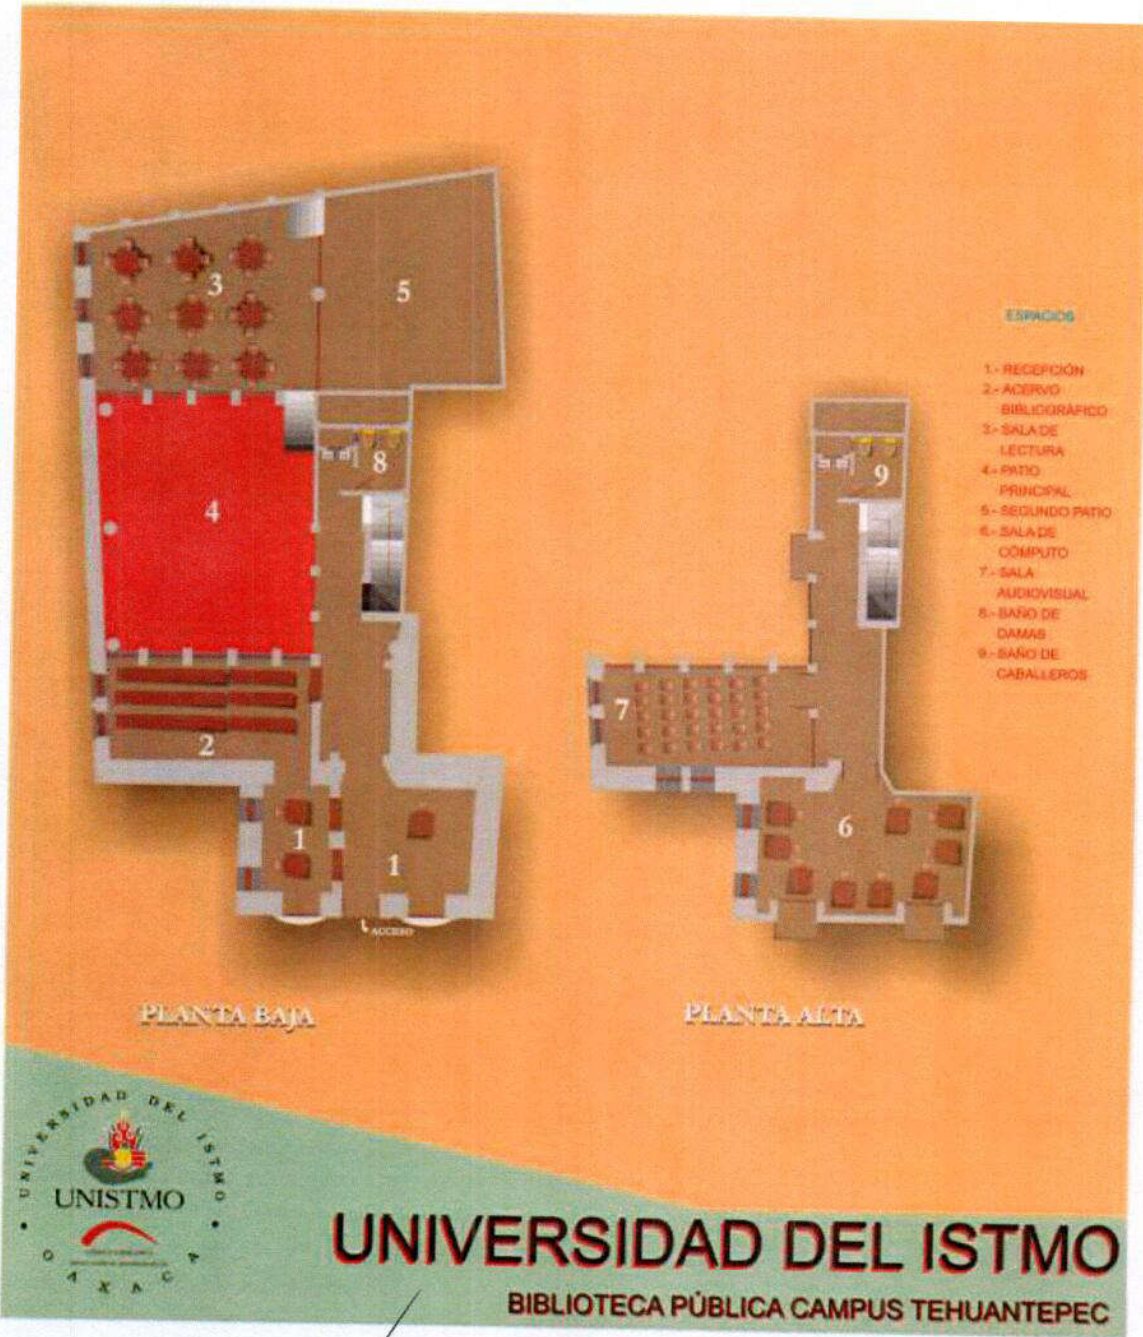 3
5
8
4
2
1
1
ACCESO
PLANTA BAJA
9
7
6
PLANTA ALTA
ESPACIOS
1.- RECEPCIÓN
2.- ACERVO
BIBLIOGRÁFICO
3.- SALA DE
LECTURA
4.- PATIO
PRINCIPAL
5.- SEGUNDO PATIO
6.- SALA DE
CÓMPUTO
7.- SALA
AUDIOVISUAL
8.- BAÑO DE
DAMAS
9.- BAÑO DE
CABALLEROS
UNIVERSIDAD DEL ISTMO
UNISTMO
OAXACA
UNIVERSIDAD DEL ISTMO
BIBLIOTECA PÚBLICA CAMPUS TEHUANTEPEC